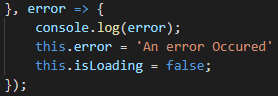 }, error => {
console.log(error);
this.error = 'An error Occured'
this.isLoading = false;
});